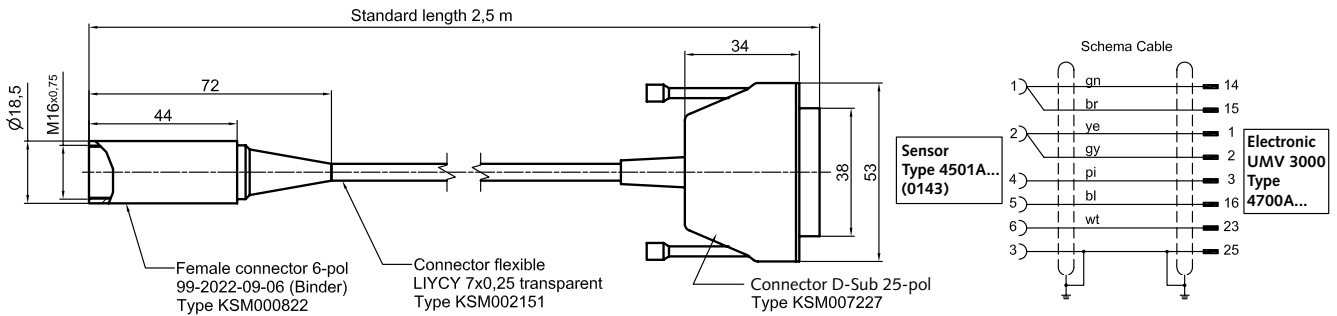 Standard length 2,5 m
34
72
44
Ø18,5
M16x0,75
38
53
Female connector 6-pol
99-2022-09-06 (Binder)
Type KSM000822
Connector flexible
LIYCY 7x0,25 transparent
Type KSM002151
Connector D-Sub 25-pol
Type KSM007227
Schema Cable
Sensor
Type 4501A...
(0143)
1 gn 14
br 15
2 ye 1
gy 2
4 pi 3
5 bl 16
6 wt 23
3 25
Electronic
UMV 3000
Type
4700A...